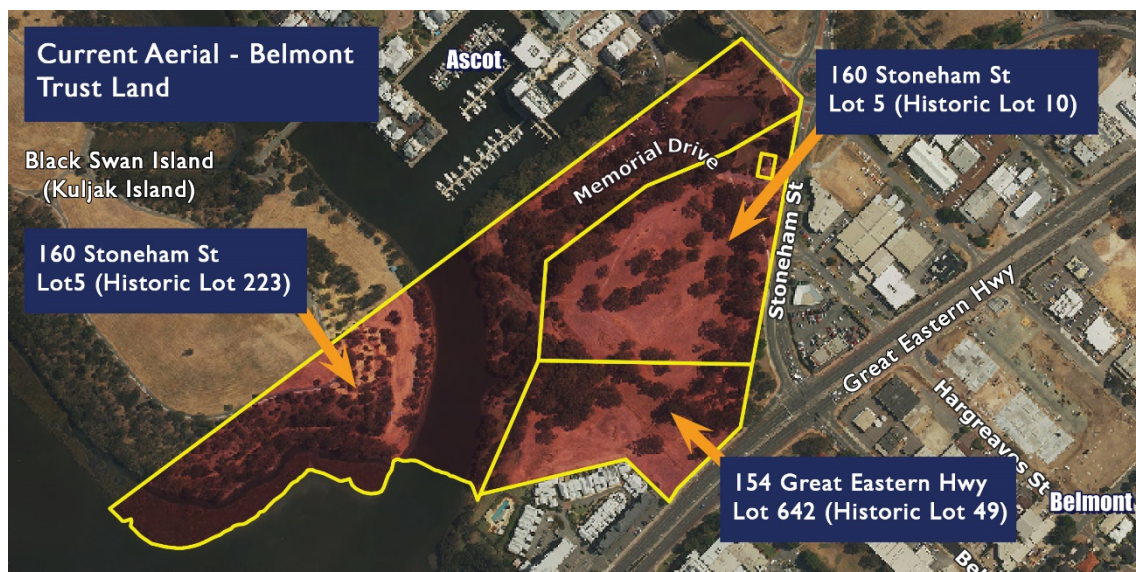 Current Aerial - Belmont
Trust Land
Ascot
160 Stoneham St
Lot 5 (Historic Lot 10)
Black Swan Island
(Kuljak Island)
Memorial Drive
160 Stoneham St
Lot5 (Historic Lot 223)
Stoneham St
Great Eastern Hwy
Hargreaves St
154 Great Eastern Hwy
Lot 642 (Historic Lot 49)
Belmont
Be